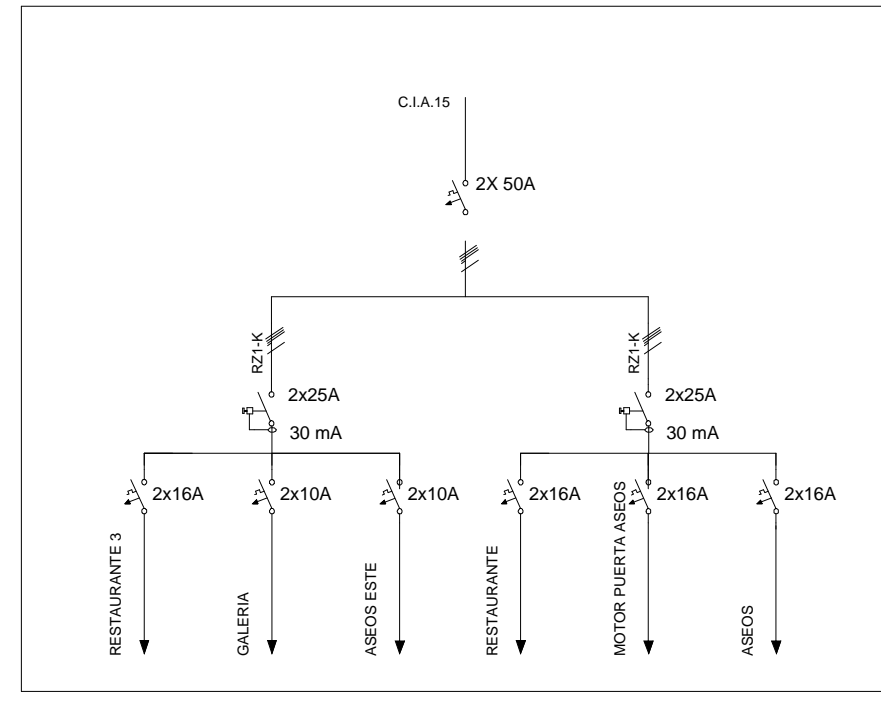 C.I.A.15
2X 50A
RZ1-K
RZ1-K
2x25A
2x25A
30 mA
30 mA
2x16A
2x10A
2x10A
2x16A
2x16A
2x16A
RESTAURANTE 3
GALERIA
ASEOS ESTE
RESTAURANTE
MOTOR PUERTA ASEOS
ASEOS